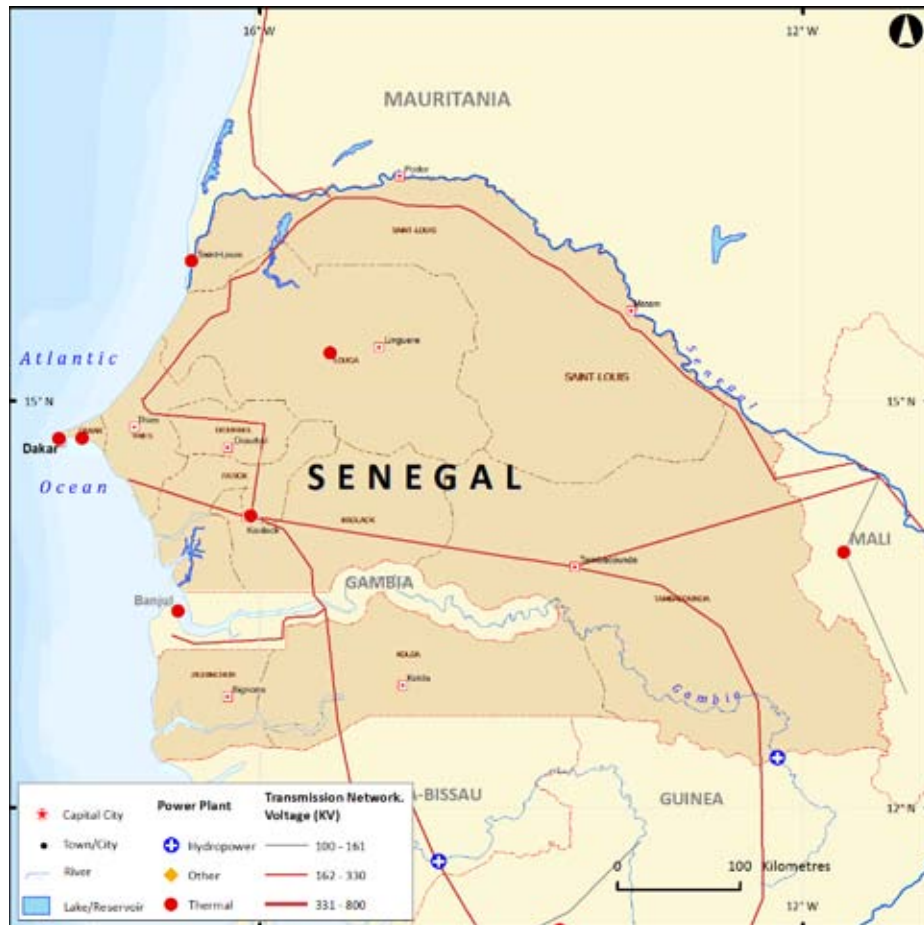 16° W
12° W
MAURITANIA
Podor
SAINT-LOUIS
Saint-Louis
Matam
Senegal
Linguere
LOUGA
Atlantic
SAINT-LOUIS
15° N
15° N
Thies
THIES
DAKAR
DIOURBEL
Diourbel
Dakar
Ocean
FATICK
SENEGAL
Kaolack
KAOLACK
MALI
Tambacounda
GAMBIA
TAMBACOUNDA
Banjul
KOLDA
ZIGUINCHOR
Bignona
Kolda
Gambia
A-BISSAU
GUINEA
12° N
Capital City
Town/City
River
Lake/Reservoir
Power Plant
Hydropower
Other
Thermal
Transmission Network.
Voltage (KV)
100 - 161
162 - 330
331 - 800
0 100 Kilometres
12° W